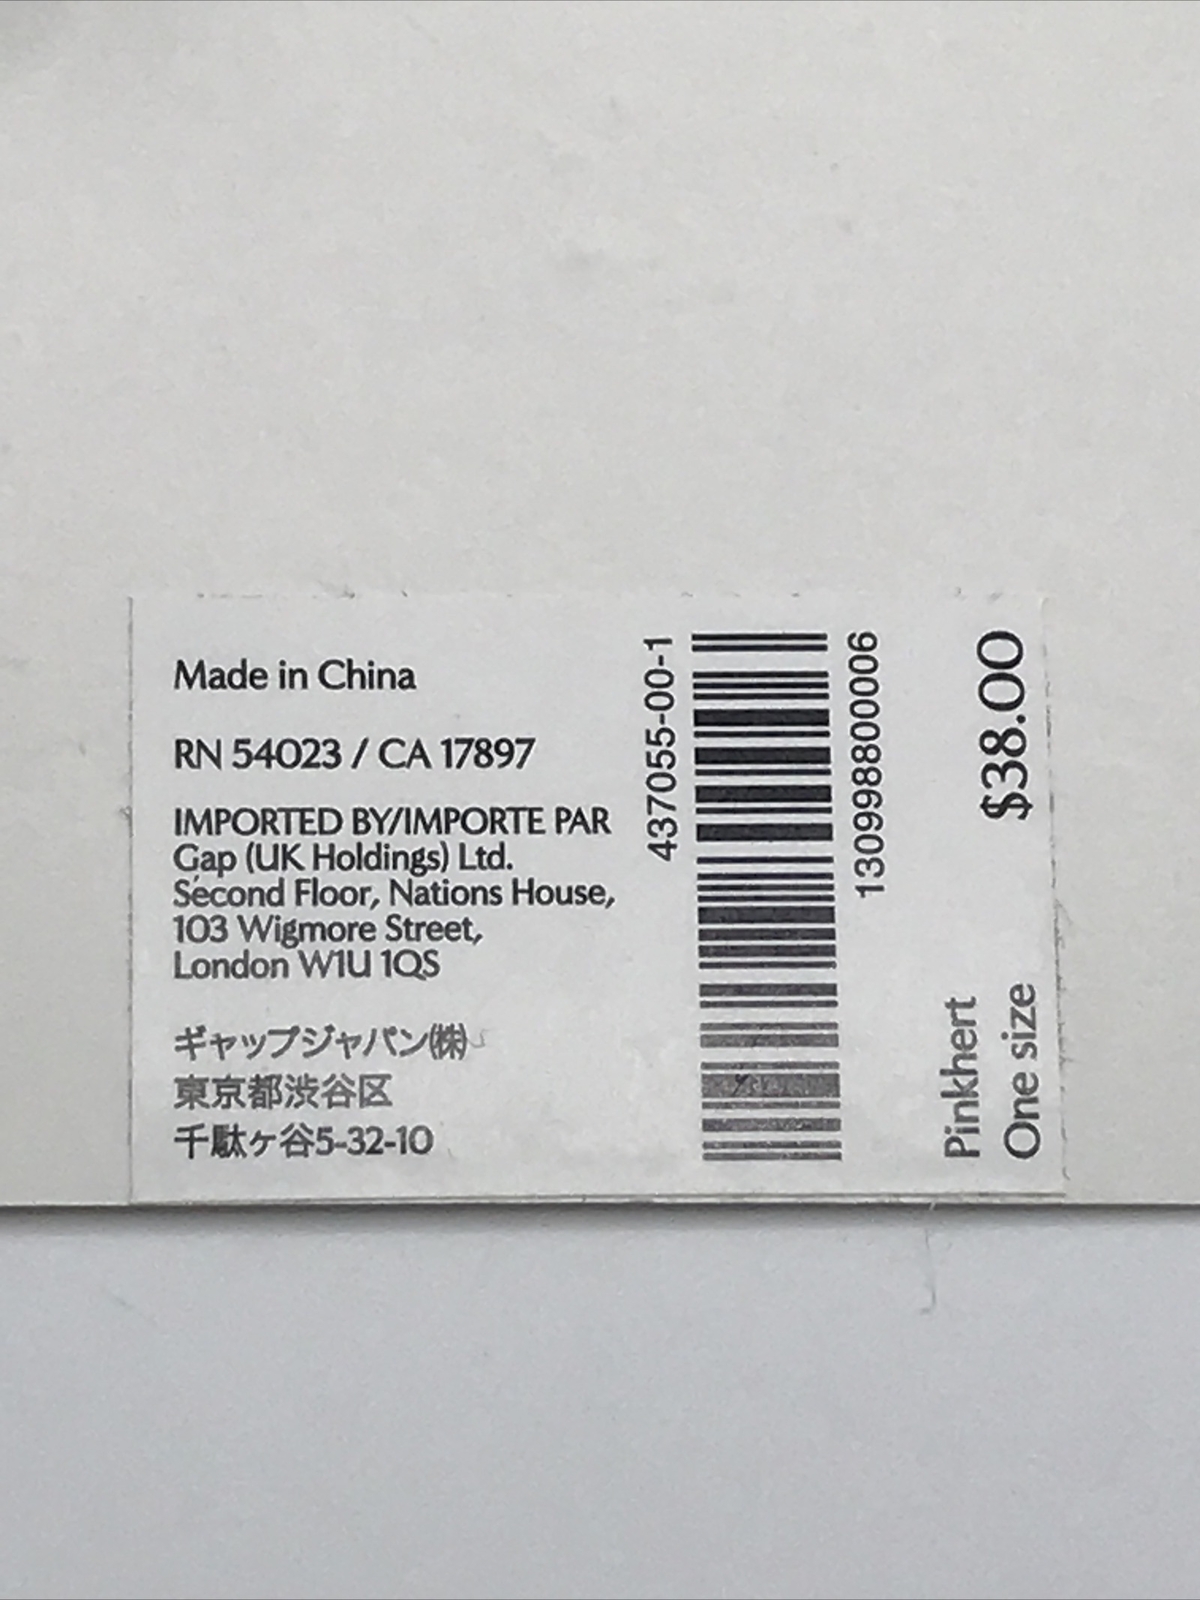 Made in China
RN 54023 / CA 17897
IMPORTED BY/IMPORTE PAR
Gap (UK Holdings) Ltd.
Second Floor, Nations House,
103 Wigmore Street,
London W1U 1QS
ギャップジャパン㈱
東京都渋谷区
千駄ヶ谷5-32-10
437055-00-1
130998800006
$38.00
Pinkhert
One size